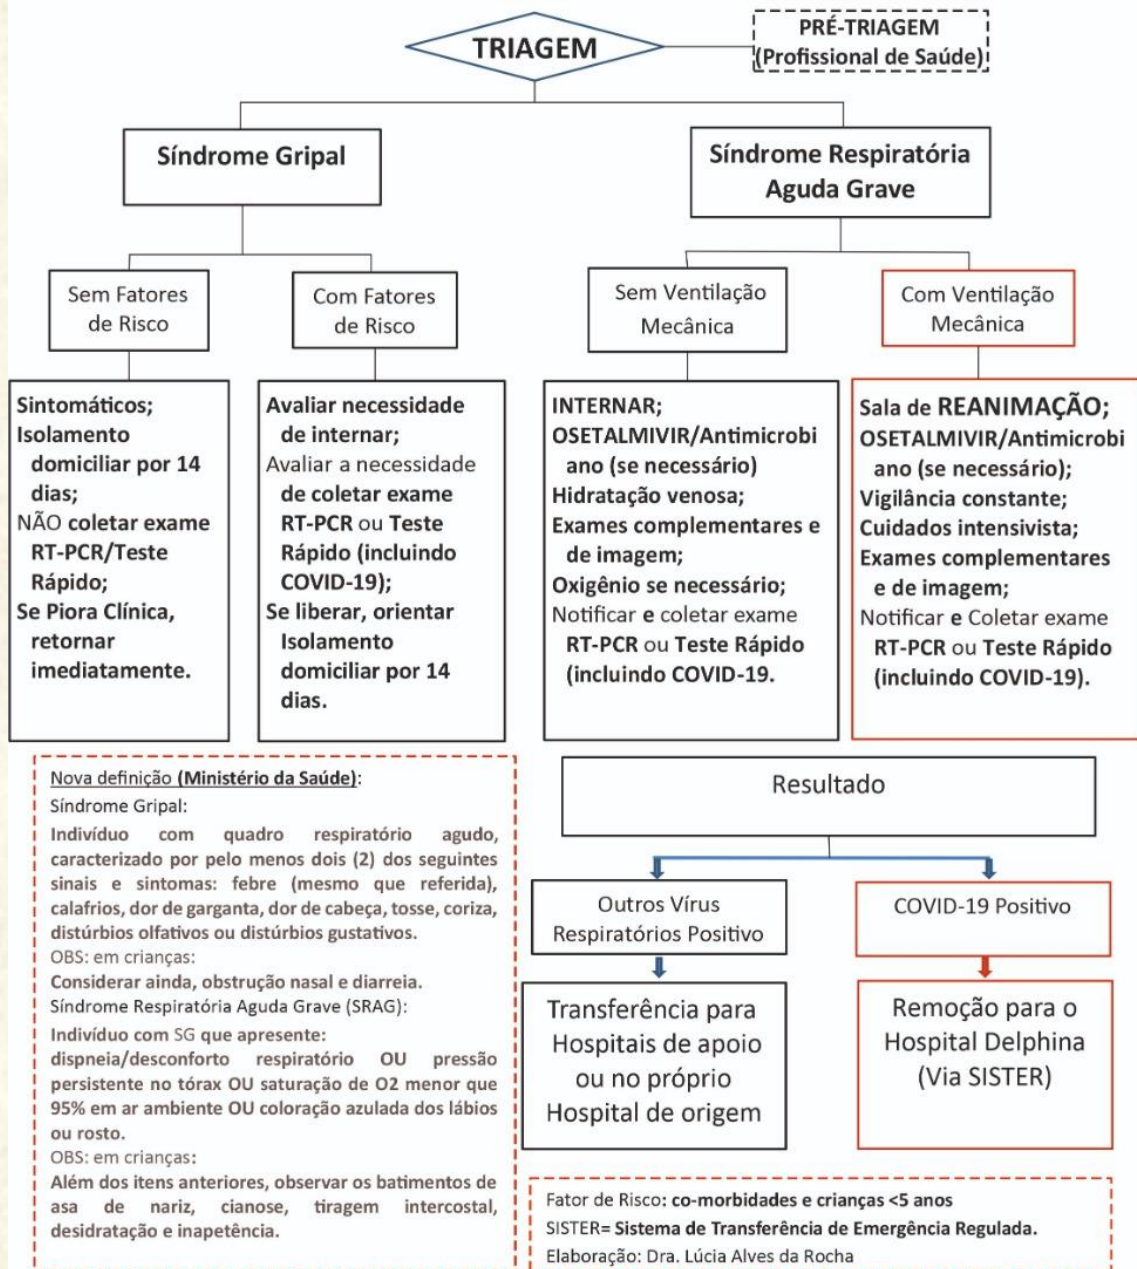 TRIAGEM
PRÉ-TRIAGEM
(Profissional de Saúde)
Síndrome Gripal
Síndrome Respiratória
Aguda Grave
Sem Fatores
de Risco
Com Fatores
de Risco
Sem Ventilação
Mecânica
Com Ventilação
Mecânica
Sintomáticos;
Isolamento
domiciliar por 14
dias;
NÃO coletar exame
RT-PCR/Teste
Rápido;
Se Piora Clínica,
retornar
imediatamente.
Avaliar necessidade
de internar;
Avaliar a necessidade
de coletar exame
RT-PCR ou Teste
Rápido (incluindo
COVID-19);
Se liberar, orientar
Isolamento
domiciliar por 14
dias.
INTERNAR;
OSETALMIVIR/Antimicrobi
ano (se necessário)
Hidratação venosa;
Exames complementares e
de imagem;
Oxigênio se necessário;
Notificar e coletar exame
RT-PCR ou Teste Rápido
(incluindo COVID-19.
Sala de REANIMAÇÃO;
OSETALMIVIR/Antimicrobi
ano (se necessário);
Vigilância constante;
Cuidados intensivista;
Exames complementares
e de imagem;
Notificar e Coletar exame
RT-PCR ou Teste Rápido
(incluindo COVID-19).
Nova definição (Ministério da Saúde):
Síndrome Gripal:
Indivíduo com quadro respiratório agudo,
caracterizado por pelo menos dois (2) dos seguintes
sinais e sintomas: febre (mesmo que referida),
calafrios, dor de garganta, dor de cabeça, tosse, coriza,
distúrbios olfativos ou distúrbios gustativos.
OBS: em crianças:
Considerar ainda, obstrução nasal e diarreia.
Síndrome Respiratória Aguda Grave (SRAG):
Indivíduo com SG que apresente:
dispneia/desconforto respiratório OU pressão
persistente no tórax OU saturação de O2 menor que
95% em ar ambiente OU coloração azulada dos lábios
ou rosto.
OBS: em crianças:
Além dos itens anteriores, observar os batimentos de
asa de nariz, cianose, tiragem intercostal,
desidratação e inapetência.
Resultado
Outros Vírus
Respiratórios Positivo
COVID-19 Positivo
Transferência para
Hospitais de apoio
ou no próprio
Hospital de origem
Remoção para o
Hospital Delphina
(Via SISTER)
Fator de Risco: co-morbidades e crianças <5 anos
SISTER= Sistema de Transferência de Emergência Regulada.
Elaboração: Dra. Lúcia Alves da Rocha